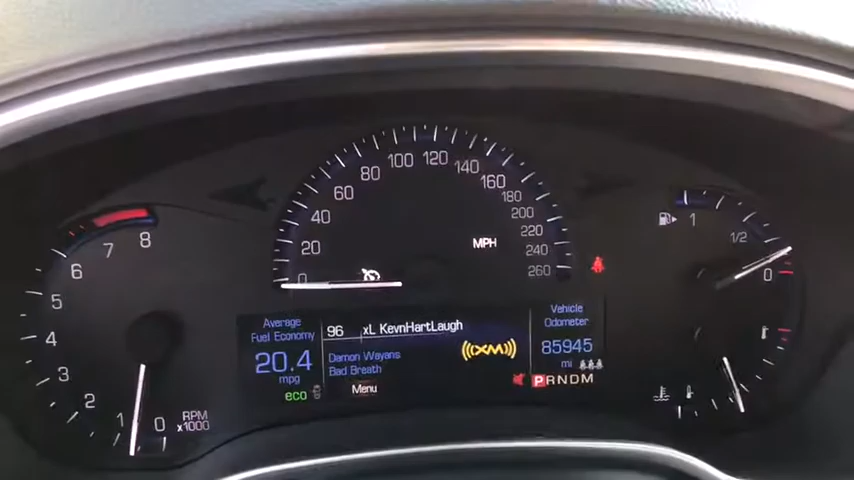 0 20 40 60 80 100 120 140 160 180 200 220 240 260
MPH
0 1 2 3 4 5 6 7 8
RPM
x1000
1 1/2 0
Average
Fuel Economy
20.4
mpg
eco
96 xL KevnHartLaugh
Damon Wayans
Bad Breath
Menu
((XM))
Vehicle
Odometer
85945
mi
PRNDM